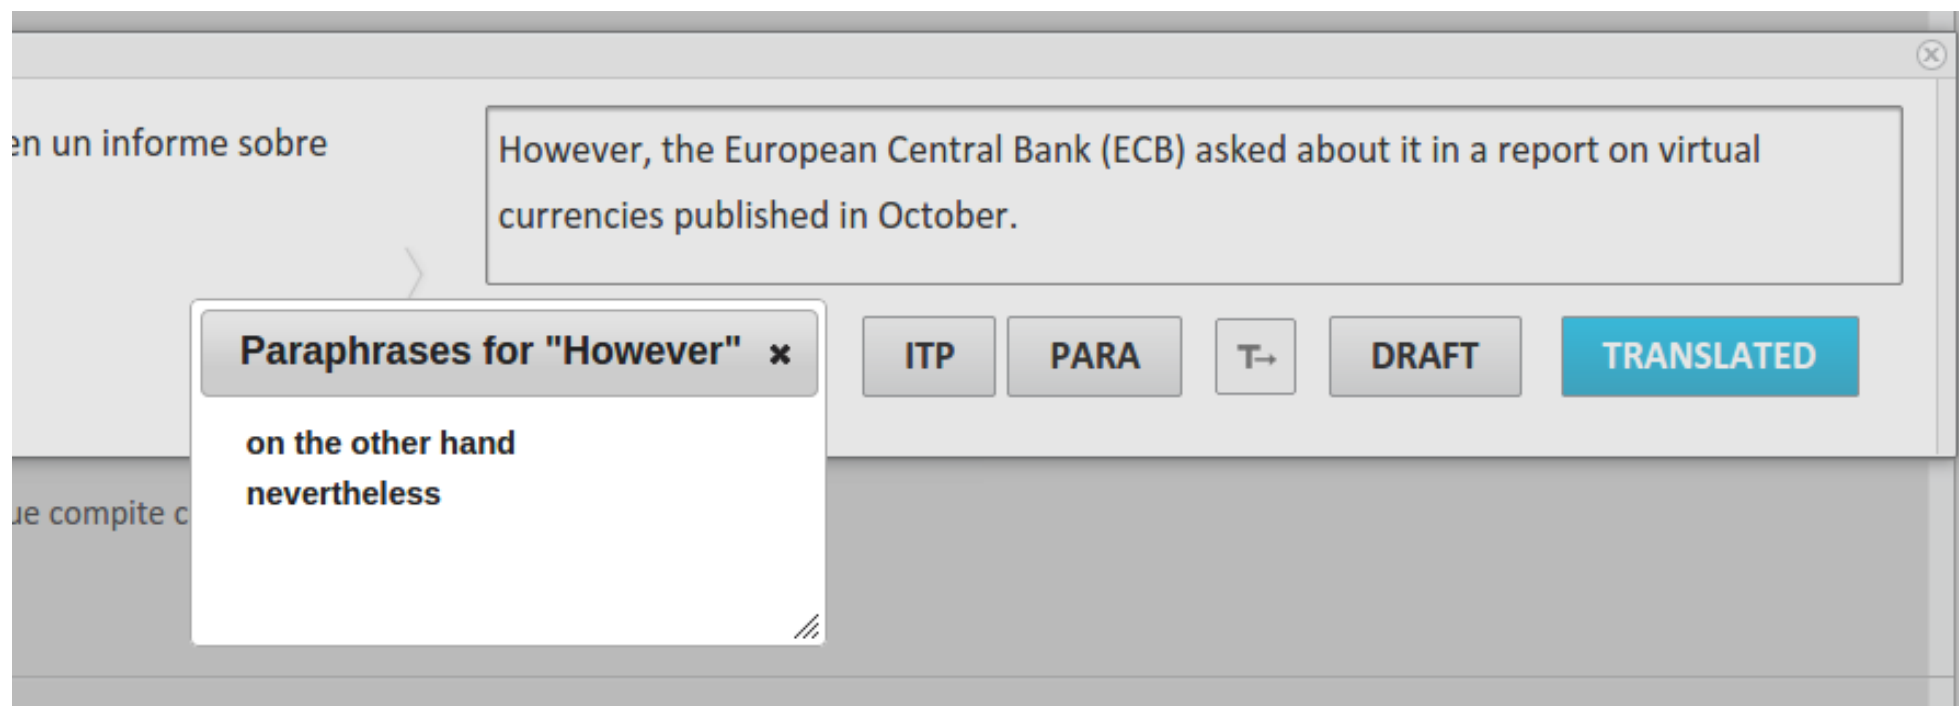 en un informe sobre
However, the European Central Bank (ECB) asked about it in a report on virtual
currencies published in October.
Paraphrases for "However" ×
ITP PARA T→ DRAFT TRANSLATED
on the other hand
nevertheless
ue compite c